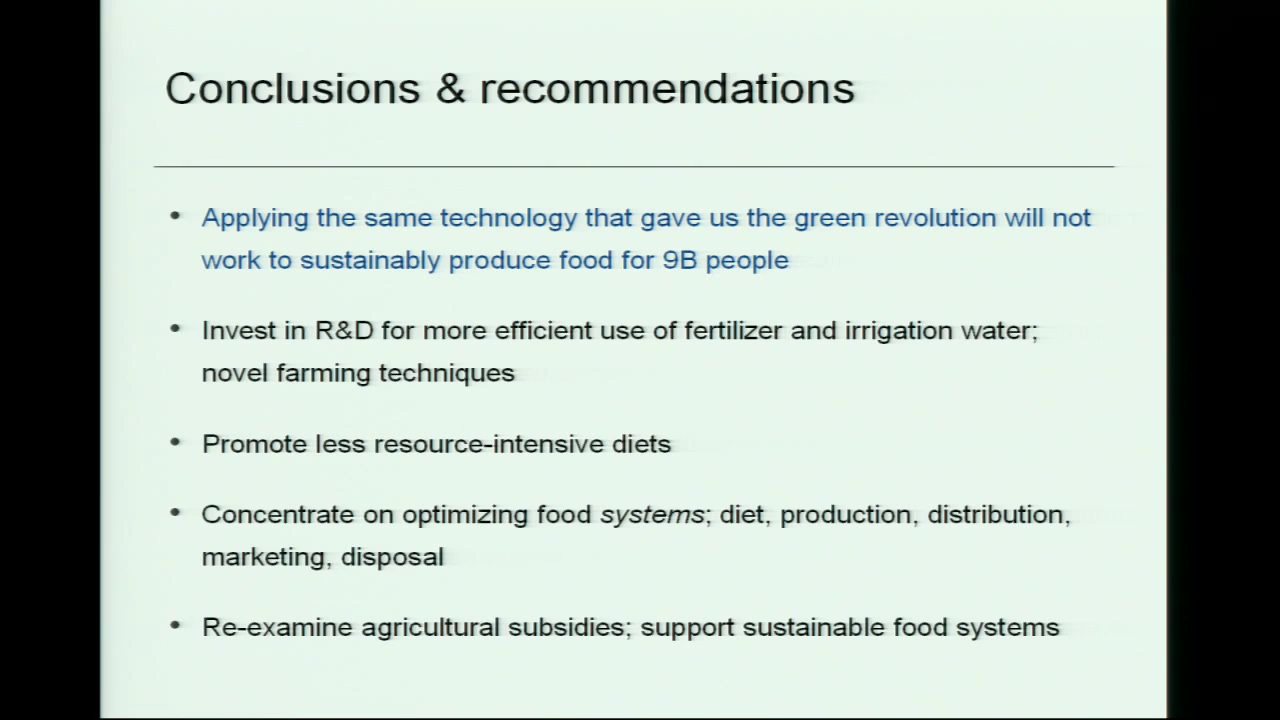 Conclusions & recommendations
• Applying the same technology that gave us the green revolution will not
work to sustainably produce food for 9B people
• Invest in R&D for more efficient use of fertilizer and irrigation water;
novel farming techniques
• Promote less resource-intensive diets
• Concentrate on optimizing food systems; diet, production, distribution,
marketing, disposal
• Re-examine agricultural subsidies; support sustainable food systems